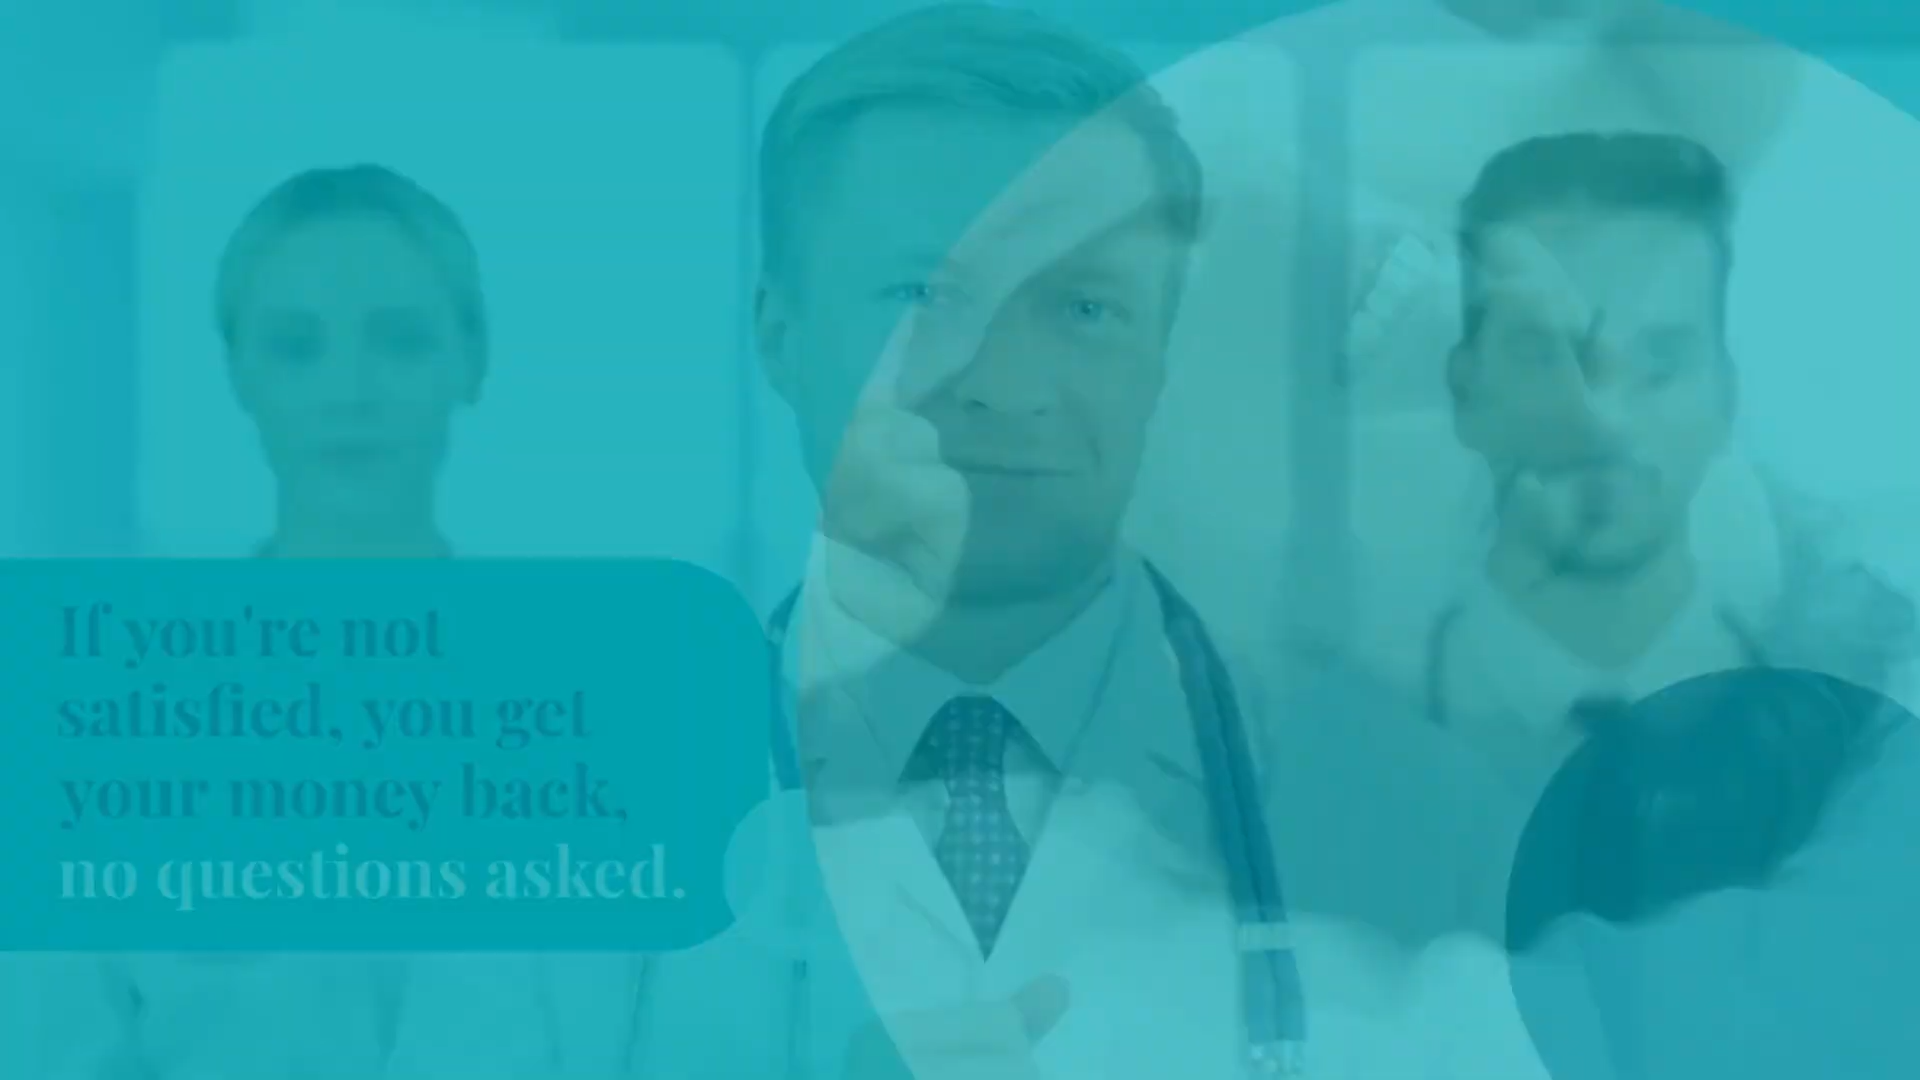 If you're not
satisfied, you get
your money back,
no questions asked.